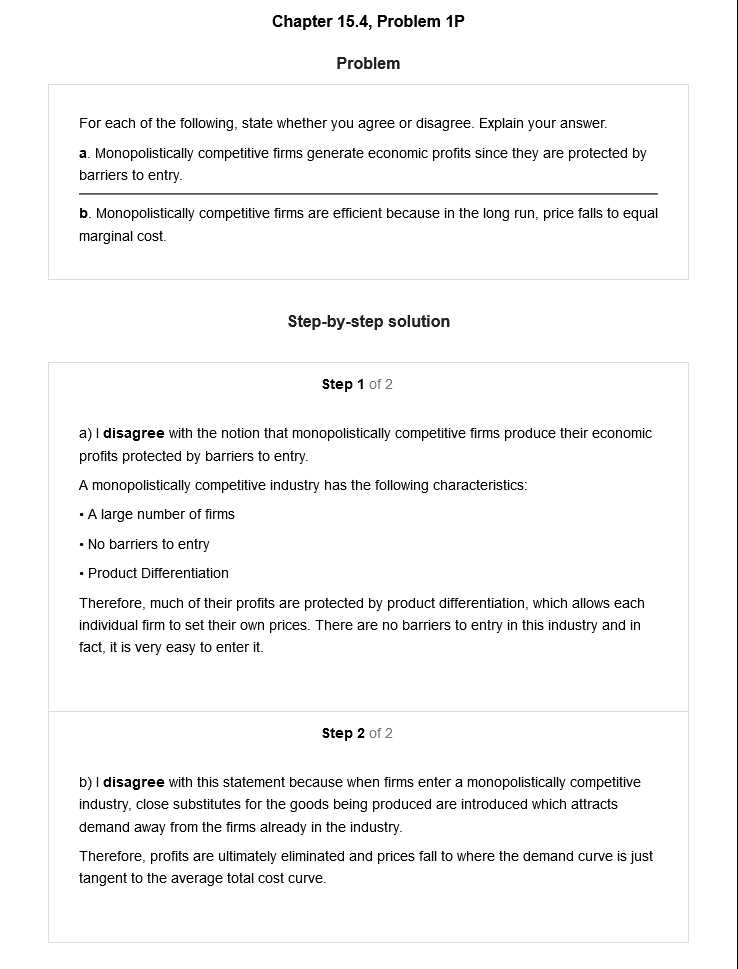 Chapter 15.4, Problem 1P
Problem
For each of the following, state whether you agree or disagree. Explain your answer.
a. Monopolistically competitive firms generate economic profits since they are protected by
barriers to entry.
b. Monopolistically competitive firms are efficient because in the long run, price falls to equal
marginal cost.
Step-by-step solution
Step 1 of 2
a) I disagree with the notion that monopolistically competitive firms produce their economic
profits protected by barriers to entry.
A monopolistically competitive industry has the following characteristics:
• A large number of firms
• No barriers to entry
• Product Differentiation
Therefore, much of their profits are protected by product differentiation, which allows each
individual firm to set their own prices. There are no barriers to entry in this industry and in
fact, it is very easy to enter it.
Step 2 of 2
b) I disagree with this statement because when firms enter a monopolistically competitive
industry, close substitutes for the goods being produced are introduced which attracts
demand away from the firms already in the industry.
Therefore, profits are ultimately eliminated and prices fall to where the demand curve is just
tangent to the average total cost curve.